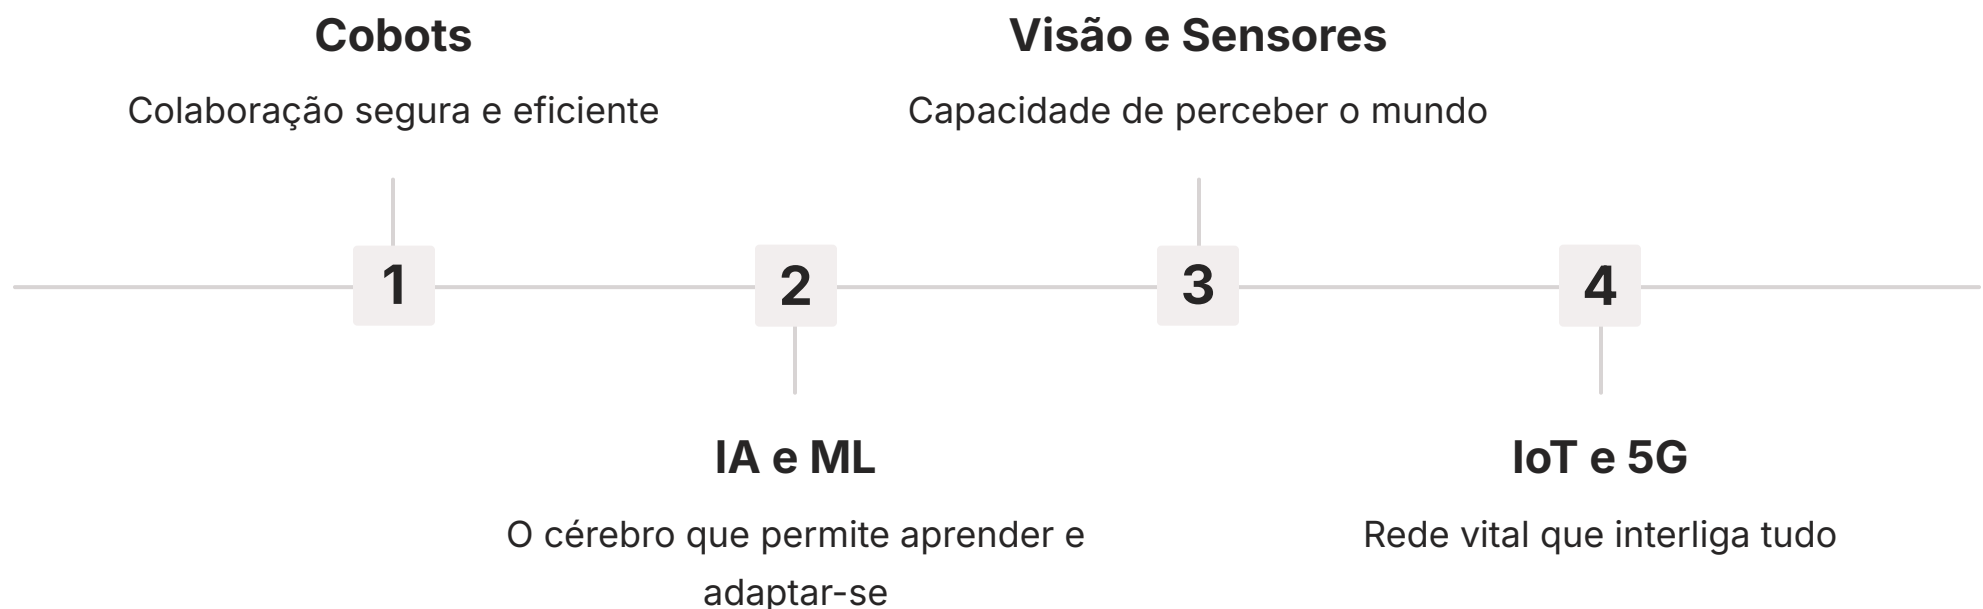 Cobots
Colaboração segura e eficiente
1
2
IA e ML
O cérebro que permite aprender e
adaptar-se
Visão e Sensores
Capacidade de perceber o mundo
3
4
IoT e 5G
Rede vital que interliga tudo